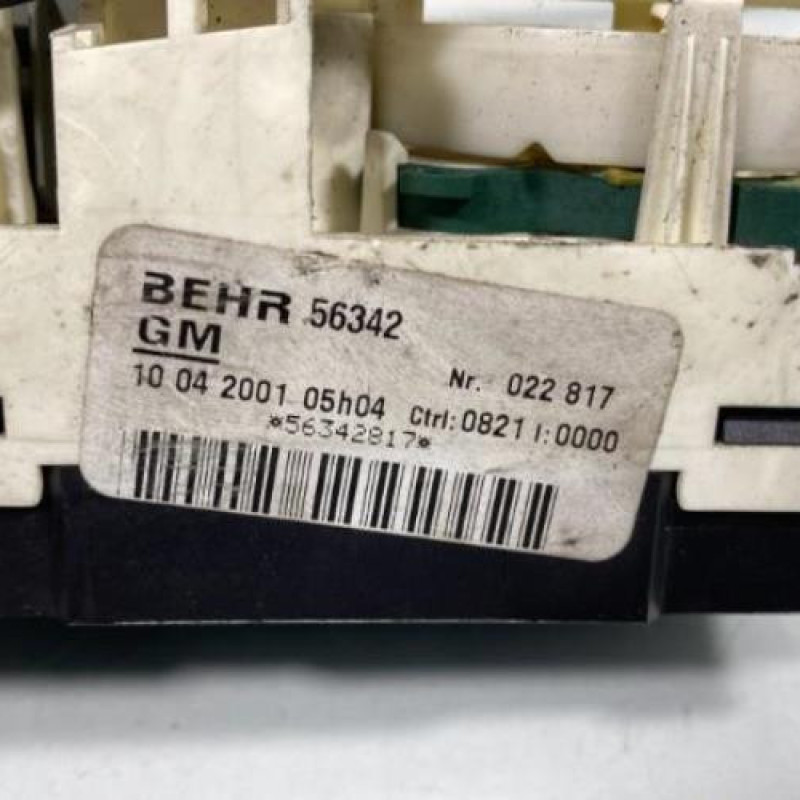 BEHR 56342
GM
Nr. 022 817
10 04 2001 05h04 Ctrl: 0821 I: 0000
*56342817*